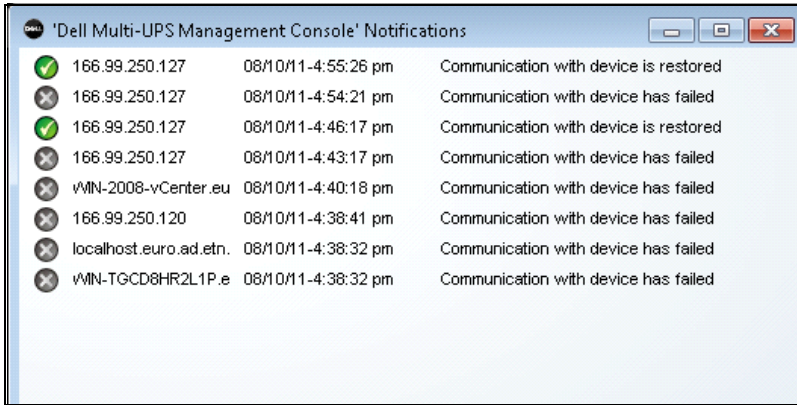 DELL 'Dell Multi-UPS Management Console' Notifications
166.99.250.127 08/10/11-4:55:26 pm Communication with device is restored
166.99.250.127 08/10/11-4:54:21 pm Communication with device has failed
166.99.250.127 08/10/11-4:46:17 pm Communication with device is restored
166.99.250.127 08/10/11-4:43:17 pm Communication with device has failed
WIN-2008-vCenter.eu 08/10/11-4:40:18 pm Communication with device has failed
166.99.250.120 08/10/11-4:38:41 pm Communication with device has failed
localhost.euro.ad.etn. 08/10/11-4:38:32 pm Communication with device has failed
WIN-TGCD8HR2L1P.e 08/10/11-4:38:32 pm Communication with device has failed